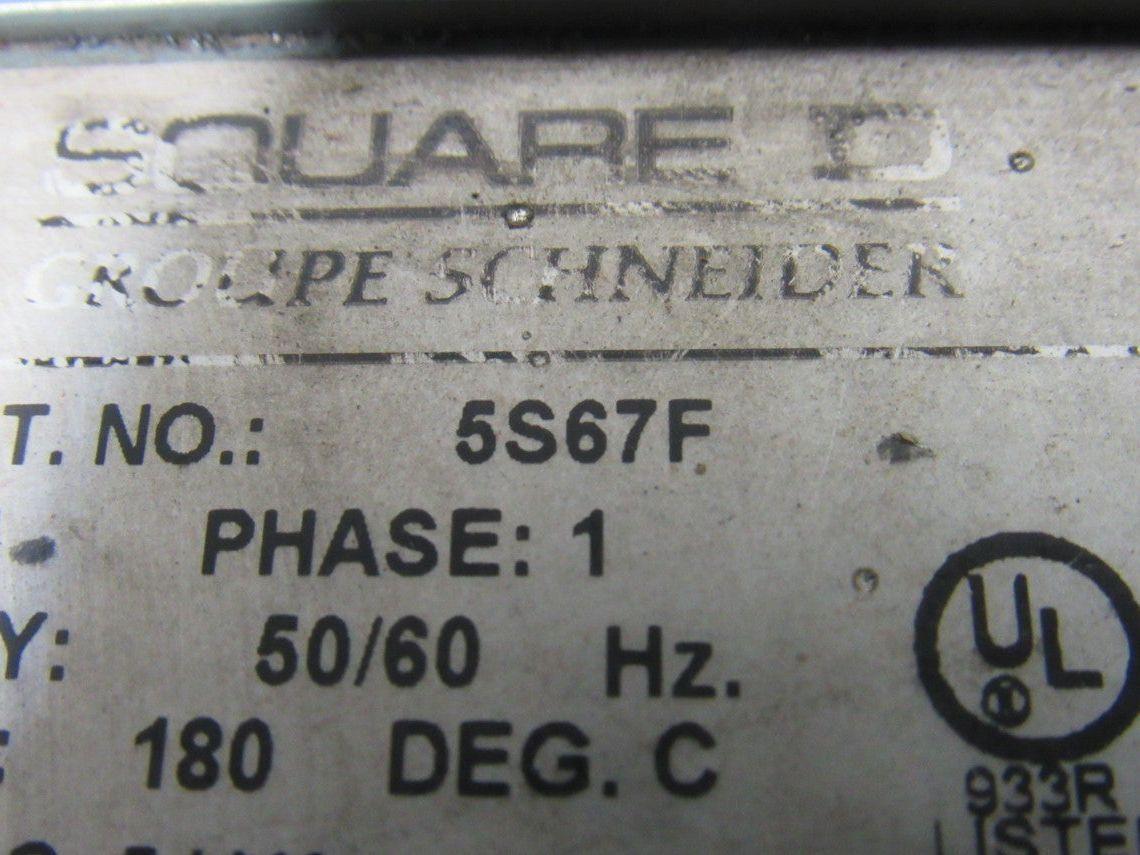 SQUARE D
GROUPE SCHNEIDER
T. NO.: 5S67F
PHASE: 1
Y: 50/60 Hz.
180 DEG. C
UL
933R